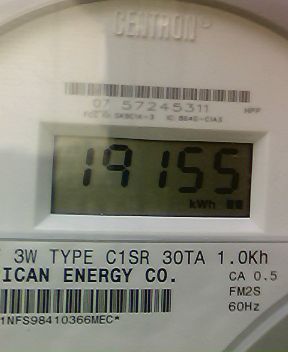 CENTRON®
07 57245311
HPP
19155
kWh
3W TYPE C1SR 30TA 1.0Kh
ICAN ENERGY CO.
CA 0.5
FM2S
60Hz
1NFS98410366MEC*